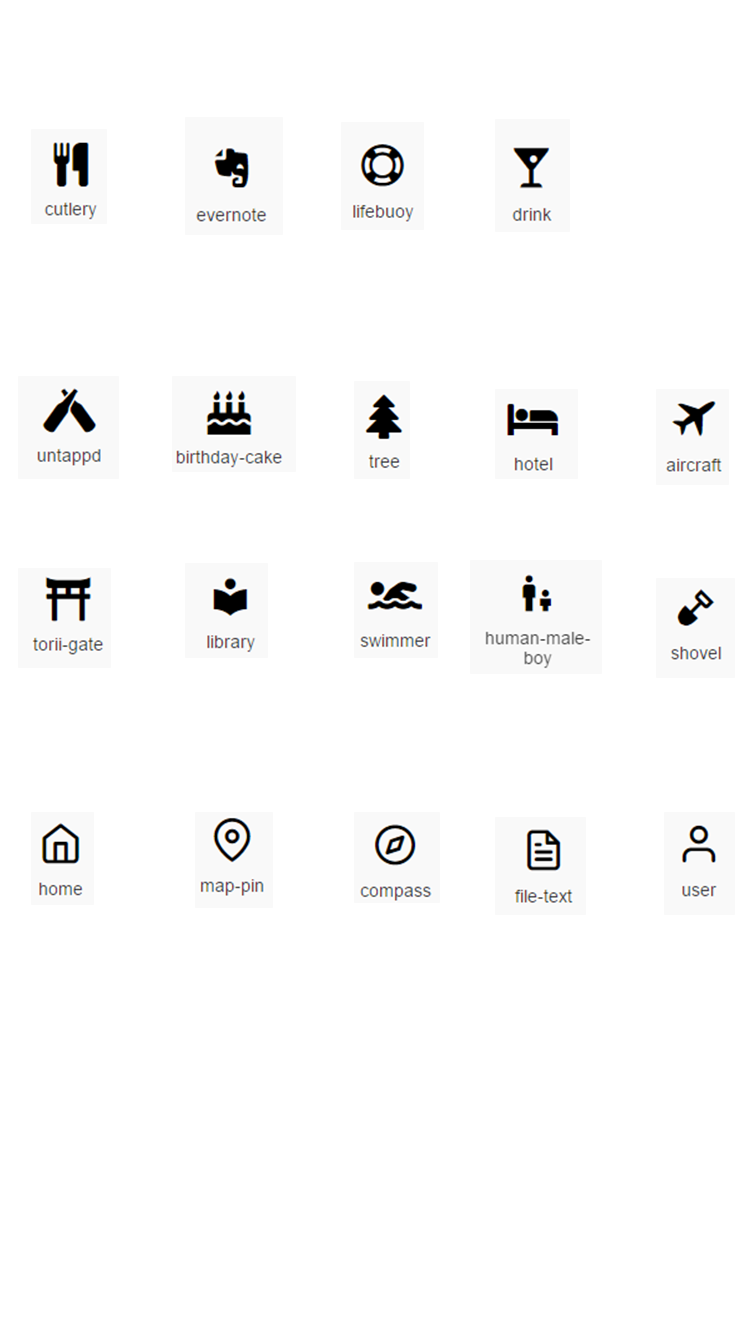 cutlery
evernote
lifebuoy
drink
untappd
birthday-cake
tree
hotel
aircraft
torii-gate
library
swimmer
human-male-
boy
shovel
home
map-pin
compass
file-text
user